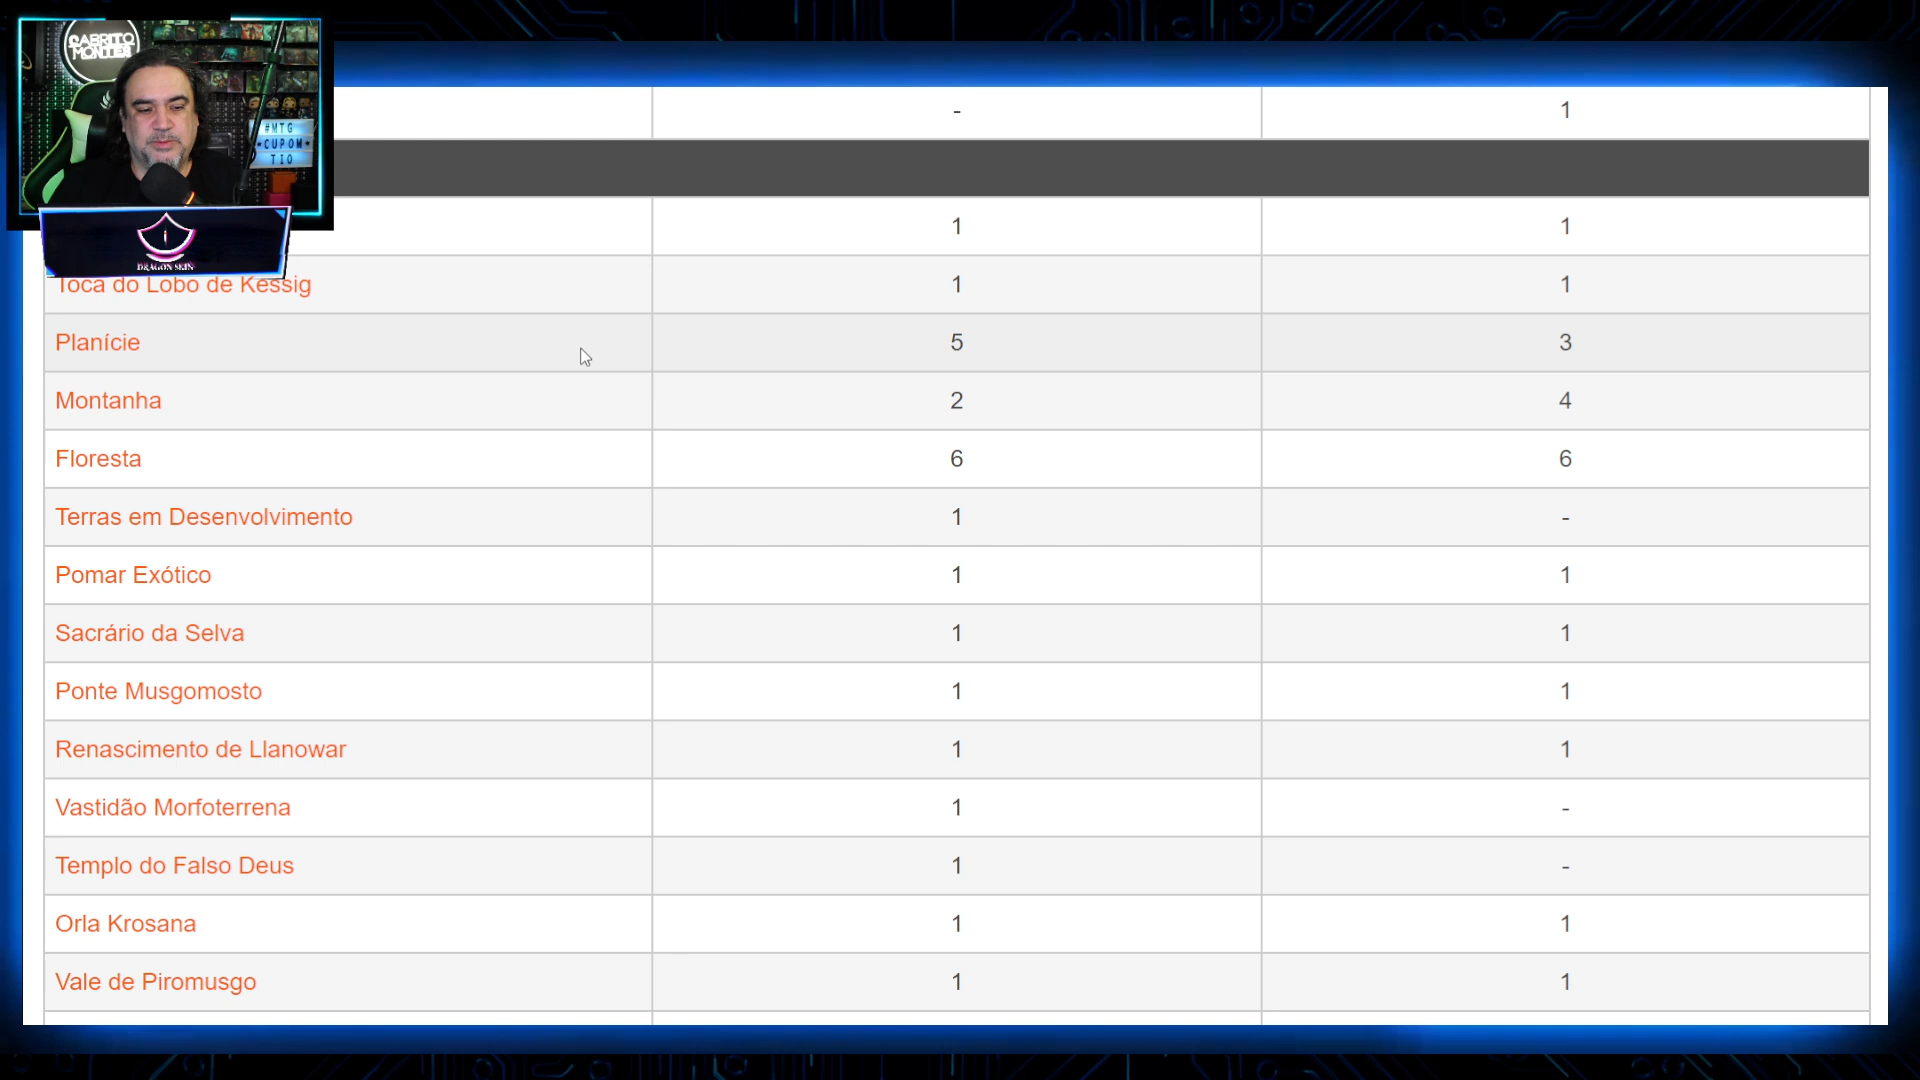 CABRITO
MONTÊS
#MTG
CUPOM
TIO
DRAGON SKIN
- 1
1 1
Toca do Lobo de Kessig 1 1
Planície 5 3
Montanha 2 4
Floresta 6 6
Terras em Desenvolvimento 1 -
Pomar Exótico 1 1
Sacrário da Selva 1 1
Ponte Musgomosto 1 1
Renascimento de Llanowar 1 1
Vastidão Morfoterrena 1 -
Templo do Falso Deus 1 -
Orla Krosana 1 1
Vale de Piromusgo 1 1